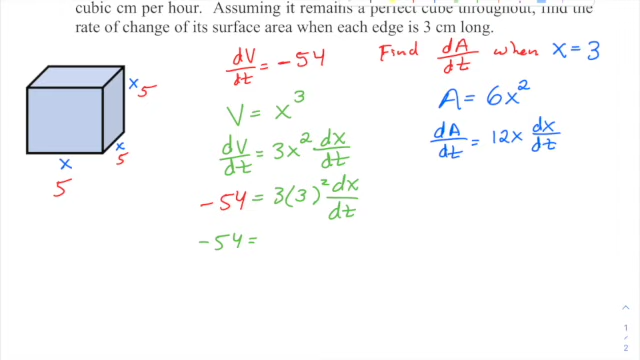 cubic cm per hour. Assuming it remains a perfect cube throughout, find the
rate of change of its surface area when each edge is 3 cm long.
dV/dt = -54 Find dA/dt when x = 3
V = x³ A = 6x²
dV/dt = 3x² dx/dt dA/dt = 12x dx/dt
-54 = 3(3)² dx/dt
-54 =
x 5
x 5
x
5
1
2